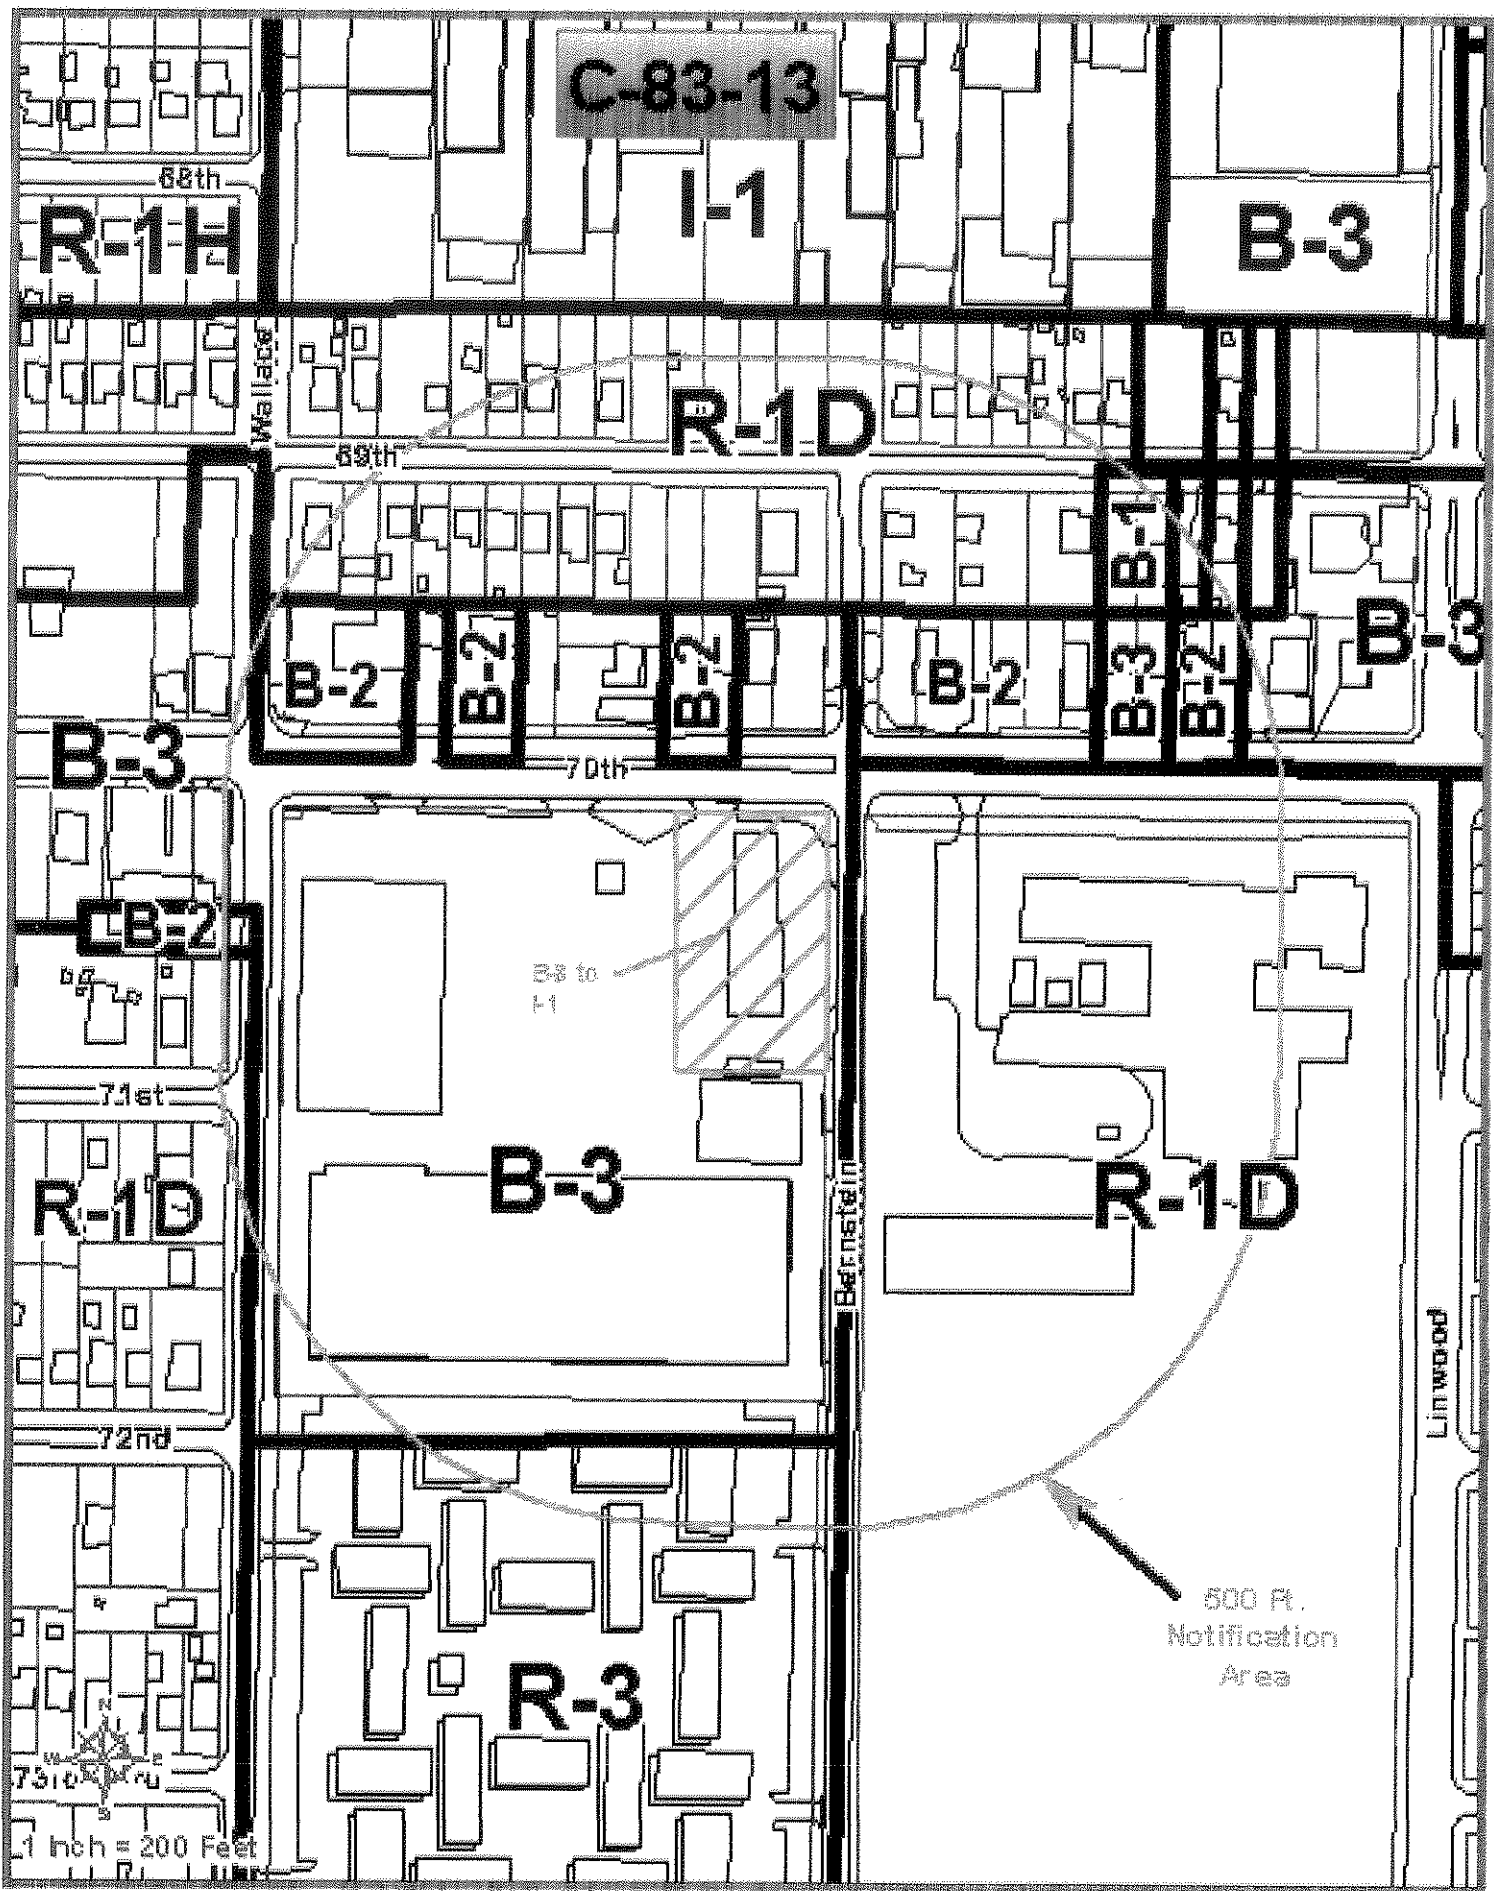 C-83-13
68th
R-1H
I-1
B-3
Wallace
R-1D
69th
B-1
B-2
B-2
B-2
B-2
B-3
B-2
B-3
B-3
70th
B-2
B-3 to
I-1
71st
R-1D
B-3
Bernstein
R-1D
Linwood
72nd
500 Ft.
Notification
Area
R-3
N
W
E
S
1 Inch = 200 Feet